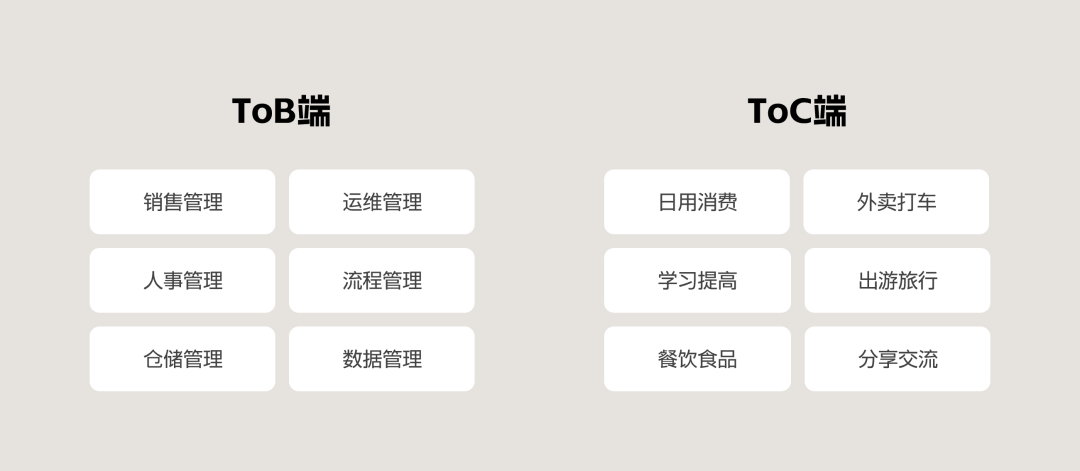 ToB端
销售管理
运维管理
人事管理
流程管理
仓储管理
数据管理
ToC端
日用消费
外卖打车
学习提高
出游旅行
餐饮食品
分享交流